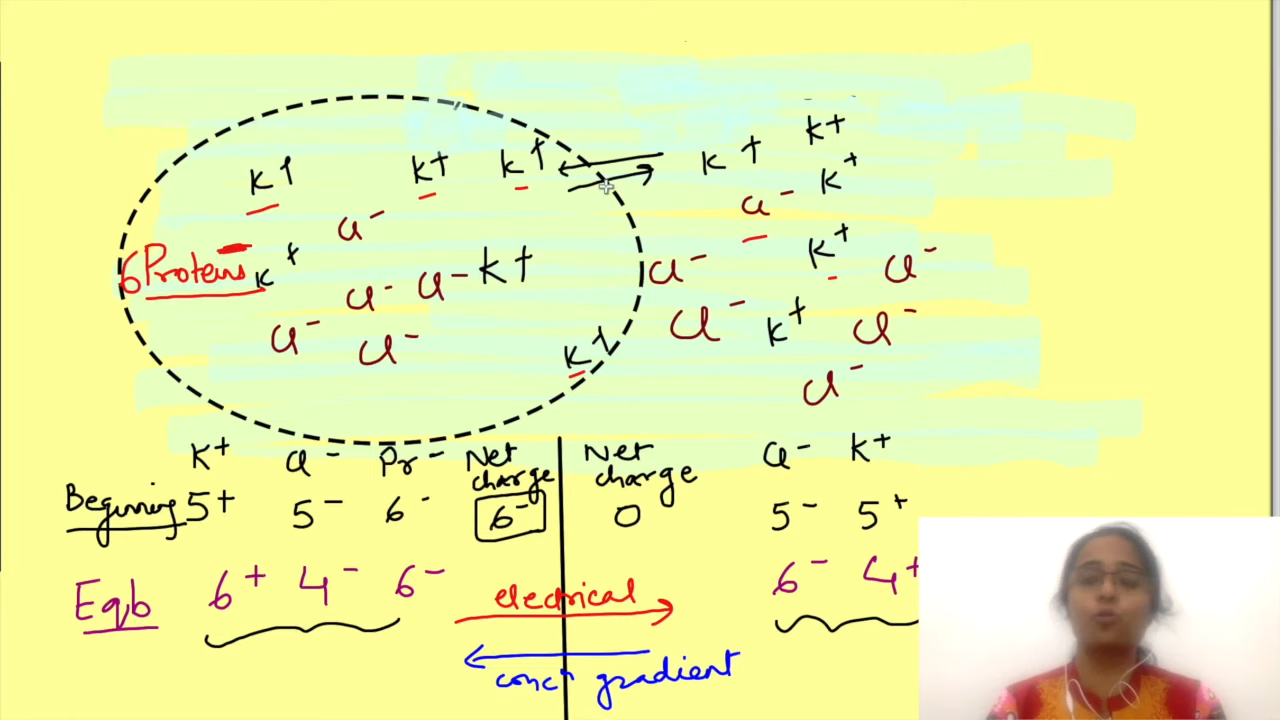 K+
K+ K+ K+ K+
K+
Cl- Cl-
6 Proteins- K+ K+
Cl- Cl- K+ Cl- Cl-
Cl- Cl- Cl- K+ Cl-
K+ Cl-
K+ Cl- Pr- Net charge Net charge Cl- K+
Beginning 5+ 5- 6- 6- 0 5- 5+
Eqb 6+ 4- 6- electrical 6- 4+
concn gradient